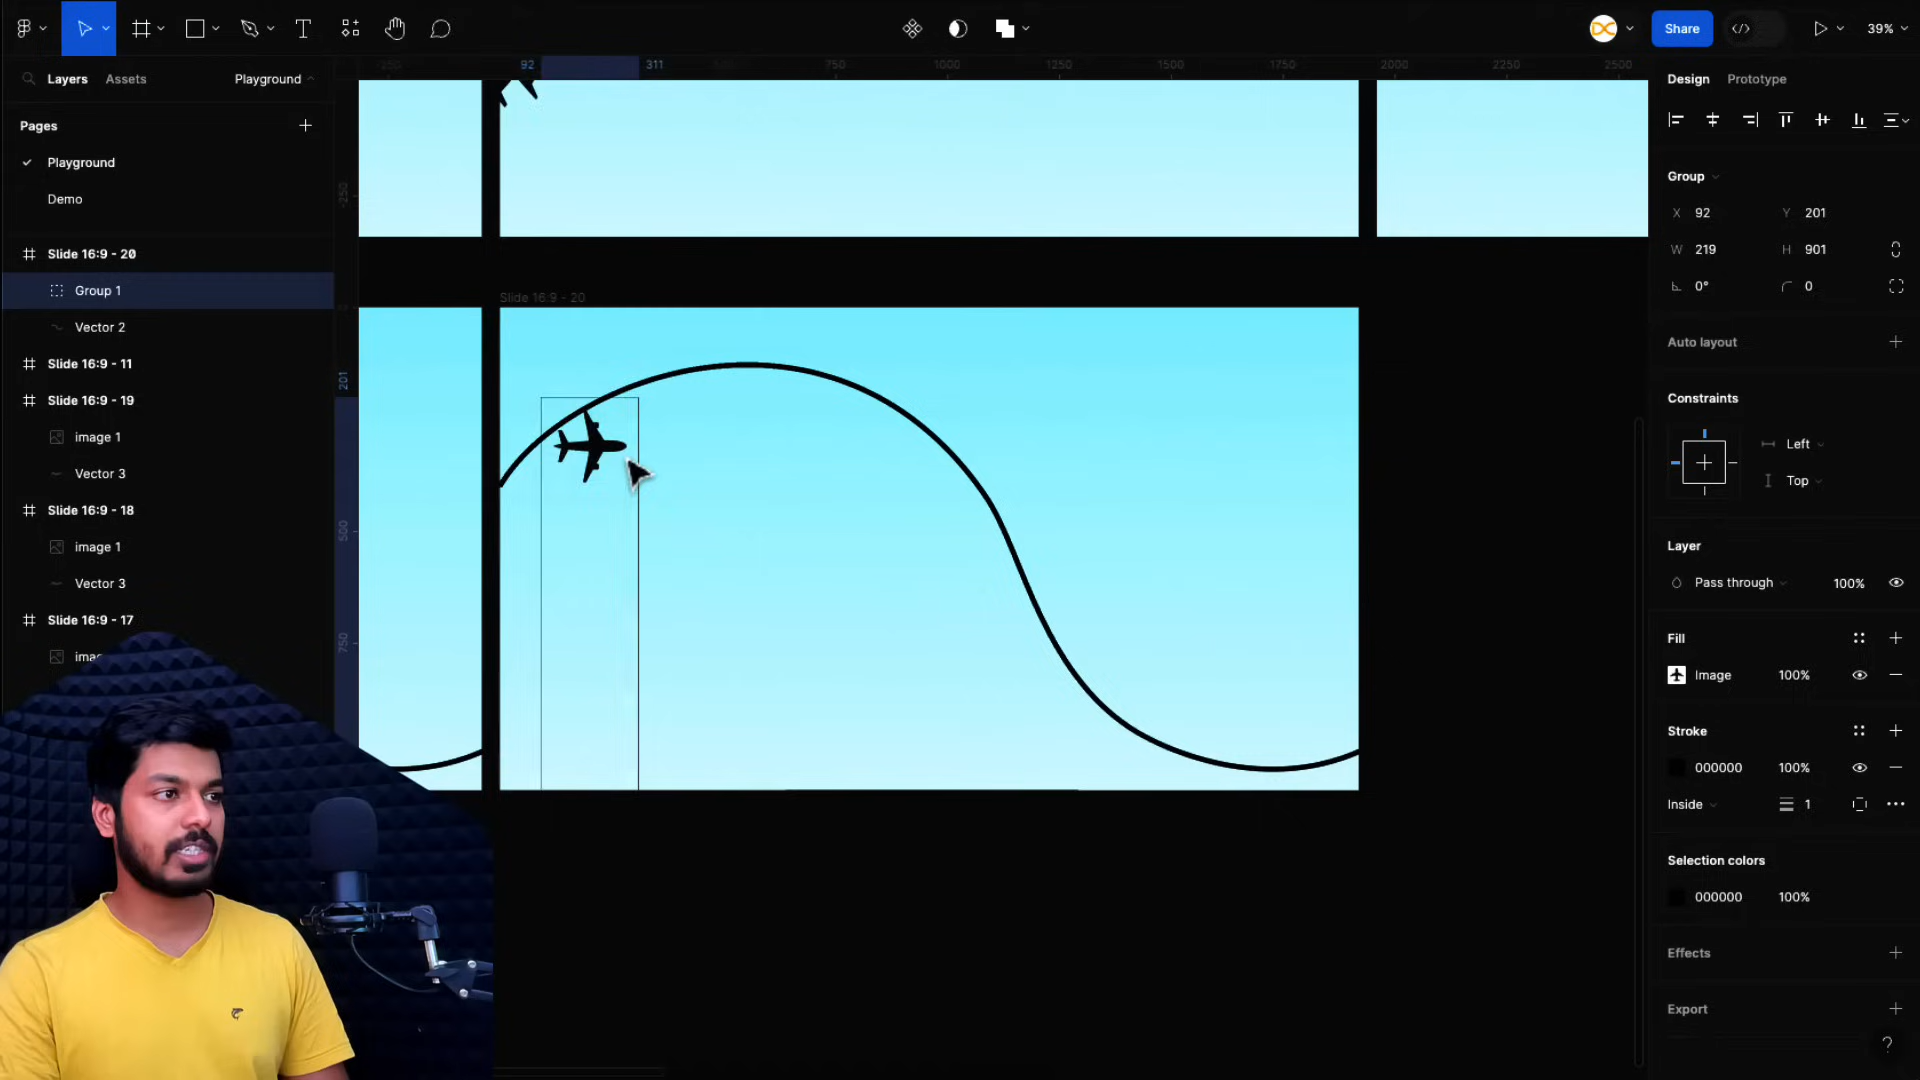 Share
39%
Layers Assets Playground
92 311 750 1000 1250 1500 1750 2000 2250 2500
Design Prototype
Pages
Playground
Demo
Slide 16:9 - 20
Group 1
Vector 2
Slide 16:9 - 11
Slide 16:9 - 19
image 1
Vector 3
Slide 16:9 - 18
image 1
Vector 3
Slide 16:9 - 17
-250
Slide 16:9 - 20
201
500
750
Group
X 92 Y 201
W 219 H 901
0° 0
Auto layout
Constraints
Left
Top
Layer
Pass through 100%
Fill
Image 100%
Stroke
000000 100%
Inside 1
Selection colors
000000 100%
Effects
Export
?